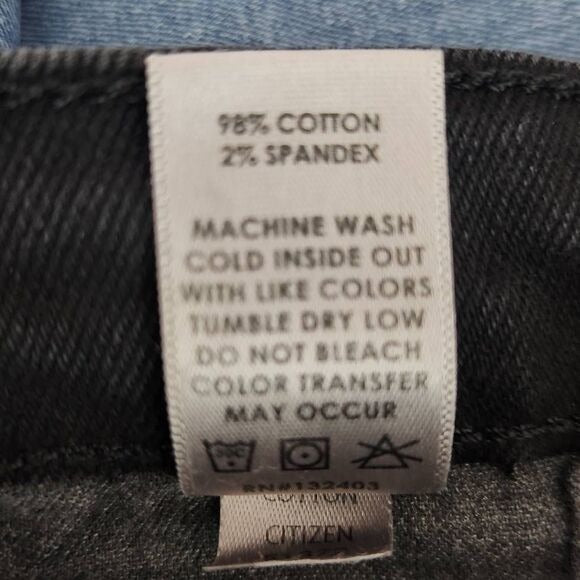 98% COTTON
2% SPANDEX
MACHINE WASH
COLD INSIDE OUT
WITH LIKE COLORS
TUMBLE DRY LOW
DO NOT BLEACH
COLOR TRANSFER
MAY OCCUR
RN#132403
COTTON
CITIZEN